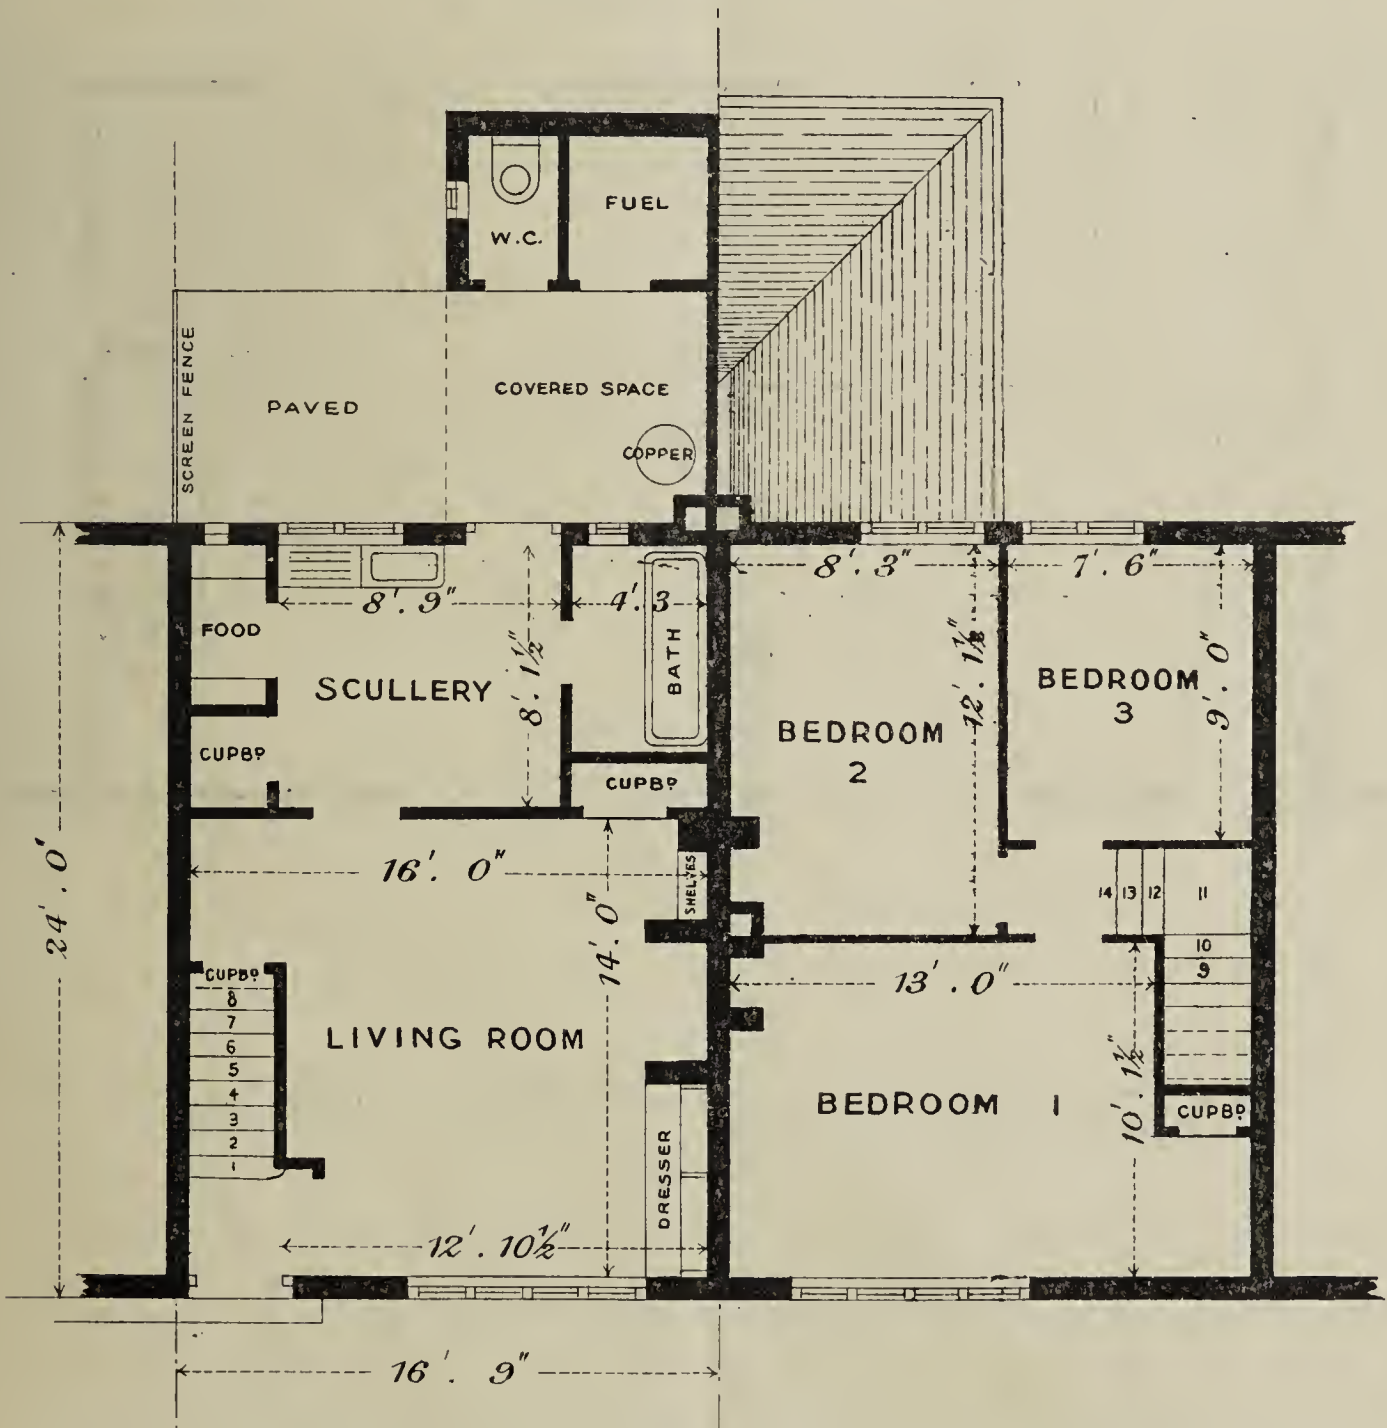 FUEL
W.C.
SCREEN FENCE
PAVED
COVERED SPACE
COPPER
8'. 9"
4'. 3
8'. 3"
7'. 6"
FOOD
SCULLERY
8'. 1½"
BATH
12'. 1½"
BEDROOM
3
9'. 0"
BEDROOM
2
CUPBD
CUPBD
24'. 0"
16'. 0"
SHELVES
14'. 0"
14 13 12 11
10
9
CUPBD
8
7
6
5
4
3
2
1
LIVING ROOM
13'. 0"
10'. 1½"
BEDROOM 1
CUPBD
DRESSER
12'. 10½"
16'. 9"